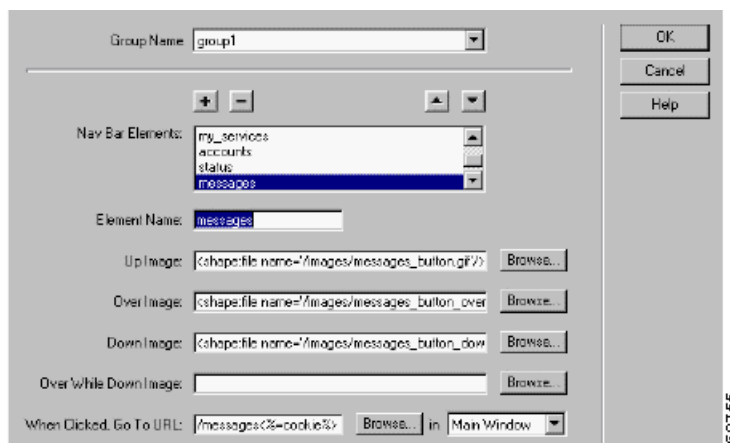 Group Name group1
OK
Cancel
Help
+ −
Nav Bar Elements: my_services
accounts
status
messages
Element Name: messages
Up Image: <shape:file name='/images/messages_button.gif'/> Browse...
Over Image: <shape:file name='/images/messages_button_over Browse...
Down Image: <shape:file name='/images/messages_button_dow Browse...
Over While Down Image: Browse...
When Clicked, Go To URL: /messages<%=cookie%> Browse... in Main Window